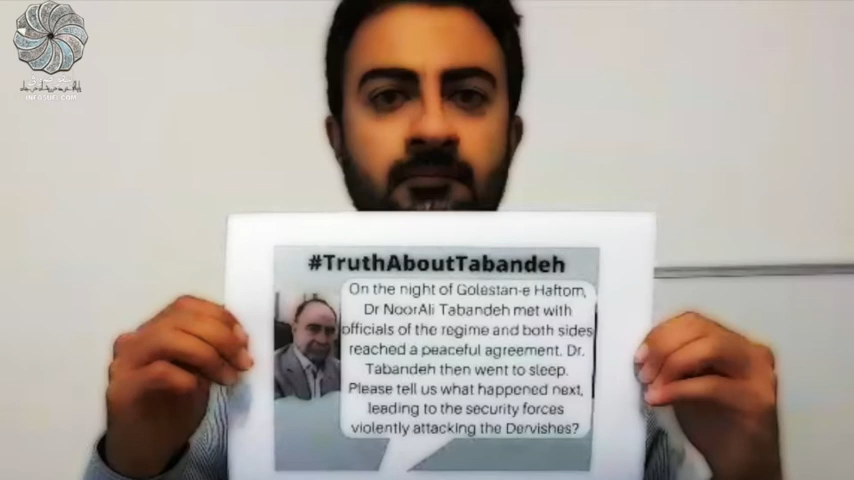 INFOSUFI.COM
#TruthAboutTabandeh
On the night of Golestan-e Haftom,
Dr NoorAli Tabandeh met with
officials of the regime and both sides
reached a peaceful agreement. Dr.
Tabandeh then went to sleep.
Please tell us what happened next,
leading to the security forces
violently attacking the Dervishes?